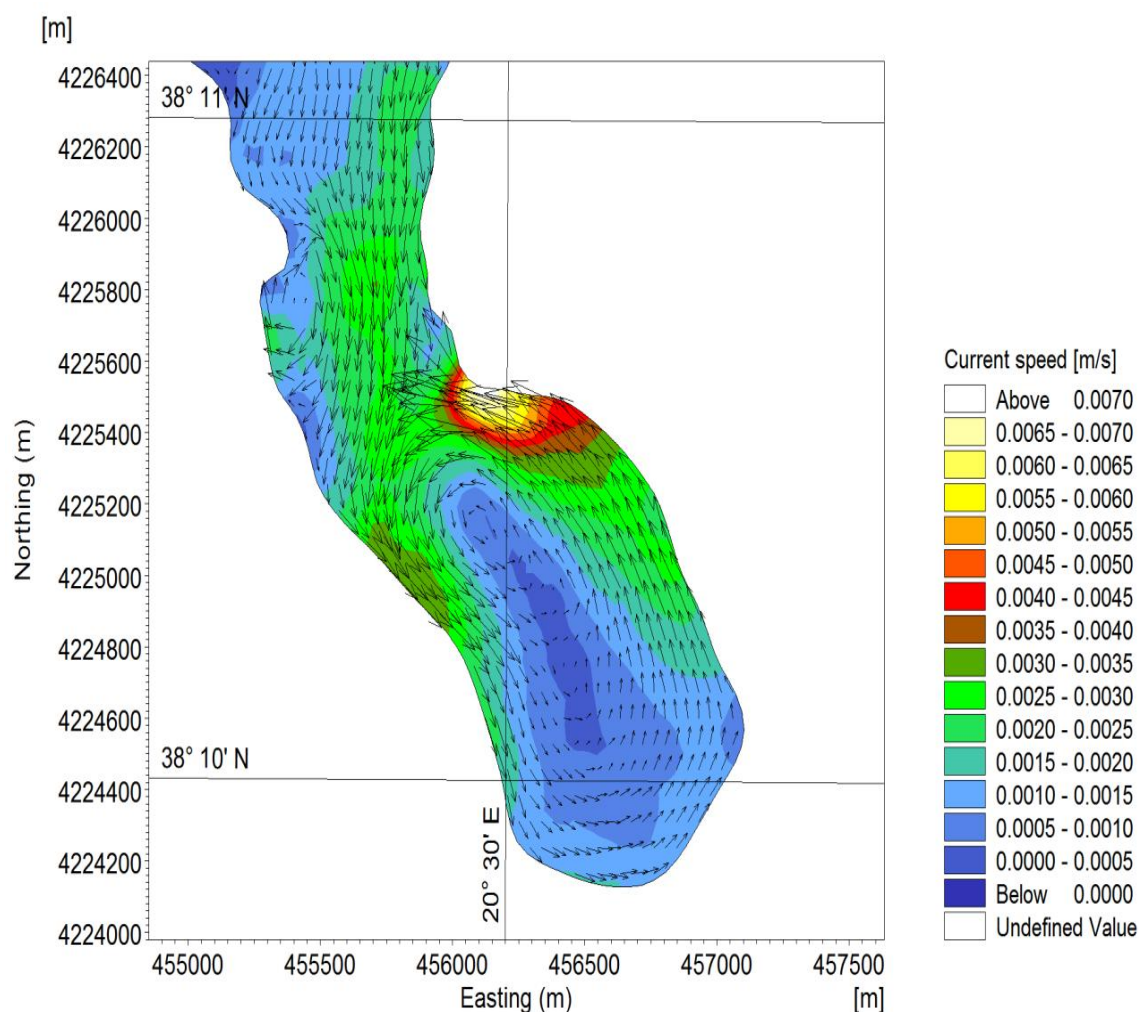 [m]
4226400
4226200
4226000
4225800
4225600
4225400
4225200
4225000
4224800
4224600
4224400
4224200
4224000
Northing (m)
38° 11' N
38° 10' N
20° 30' E
455000 455500 456000 456500 457000 457500
Easting (m) [m]
Current speed [m/s]
Above 0.0070
0.0065 - 0.0070
0.0060 - 0.0065
0.0055 - 0.0060
0.0050 - 0.0055
0.0045 - 0.0050
0.0040 - 0.0045
0.0035 - 0.0040
0.0030 - 0.0035
0.0025 - 0.0030
0.0020 - 0.0025
0.0015 - 0.0020
0.0010 - 0.0015
0.0005 - 0.0010
0.0000 - 0.0005
Below 0.0000
Undefined Value